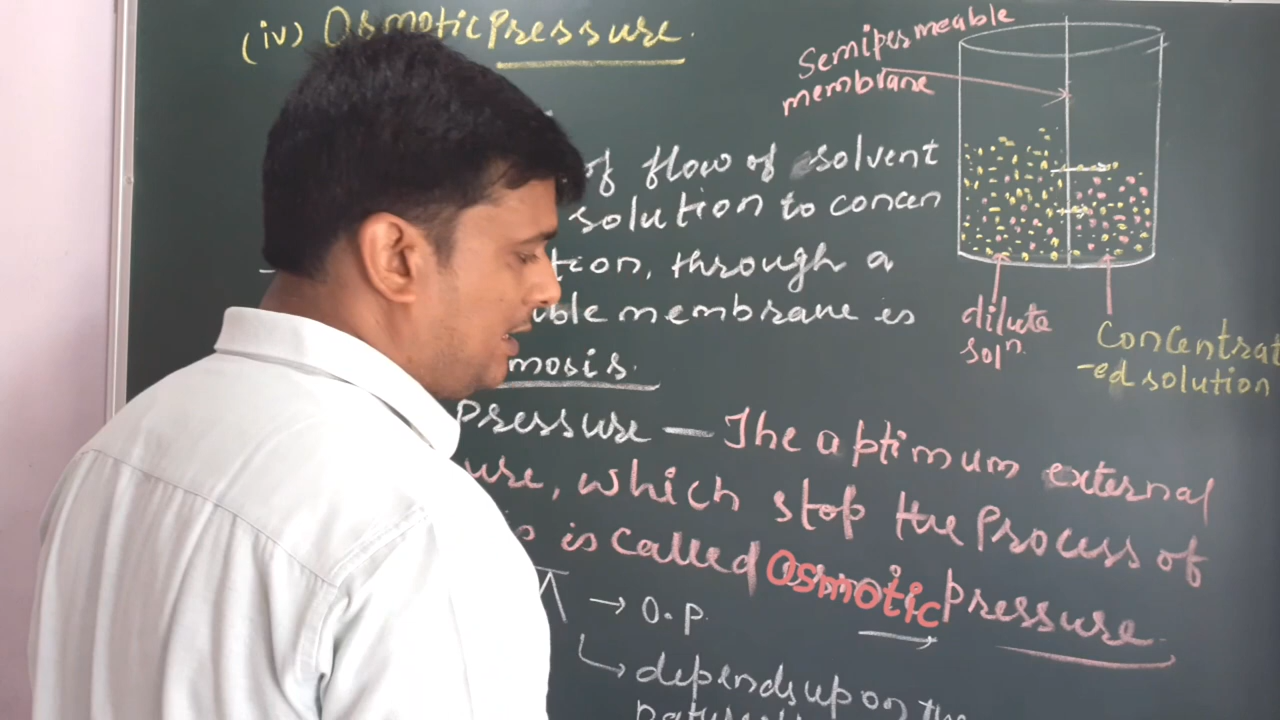 (iv) Osmotic pressure.
of flow of solvent
solution to concen
-tion, through a
able membrane is
mosis.
pressure — The optimum external
ure, which stop the process of
is called Osmotic pressure.
π → O.P.
↳ depends upon the
Semipermeable
membrane
dilute
solⁿ.
Concentrat
-ed solution